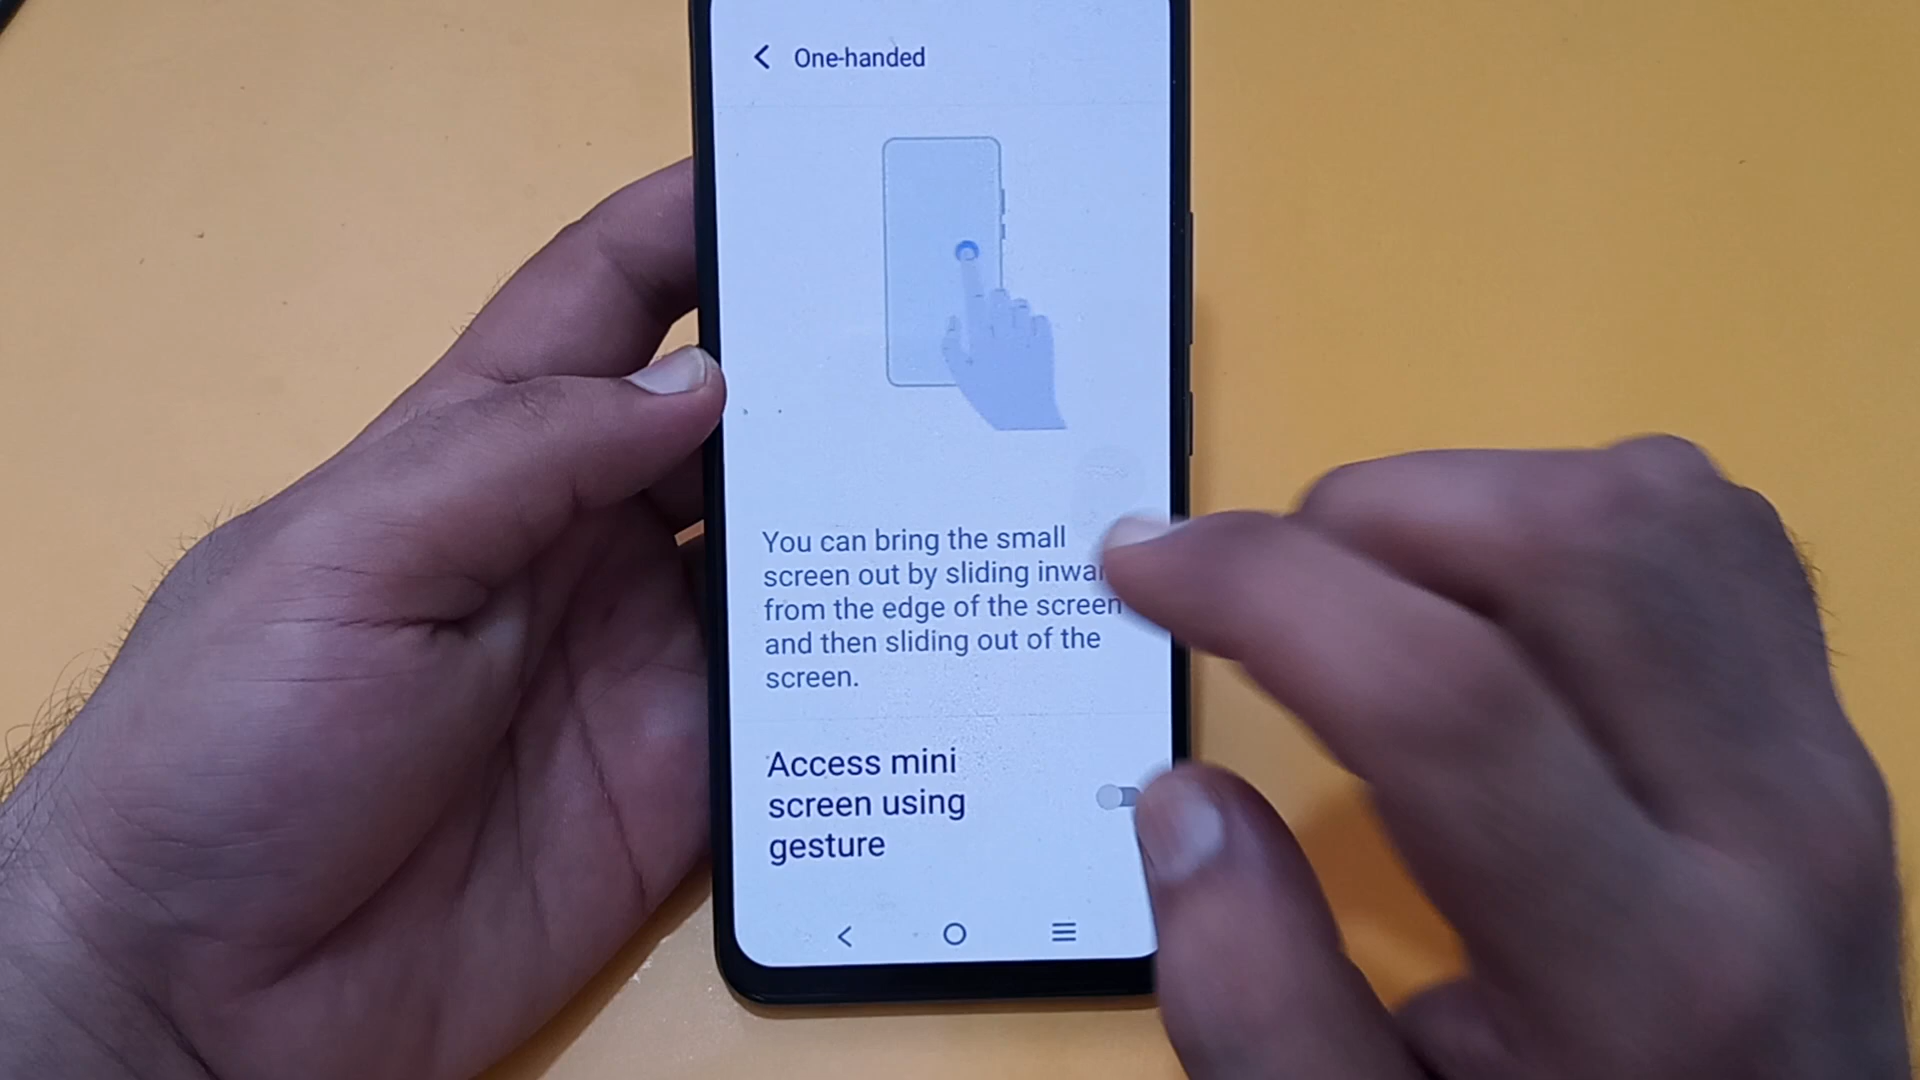 One-handed
You can bring the small
screen out by sliding
from the edge of the screen
and then sliding out of the
screen.
Access mini
screen using
gesture